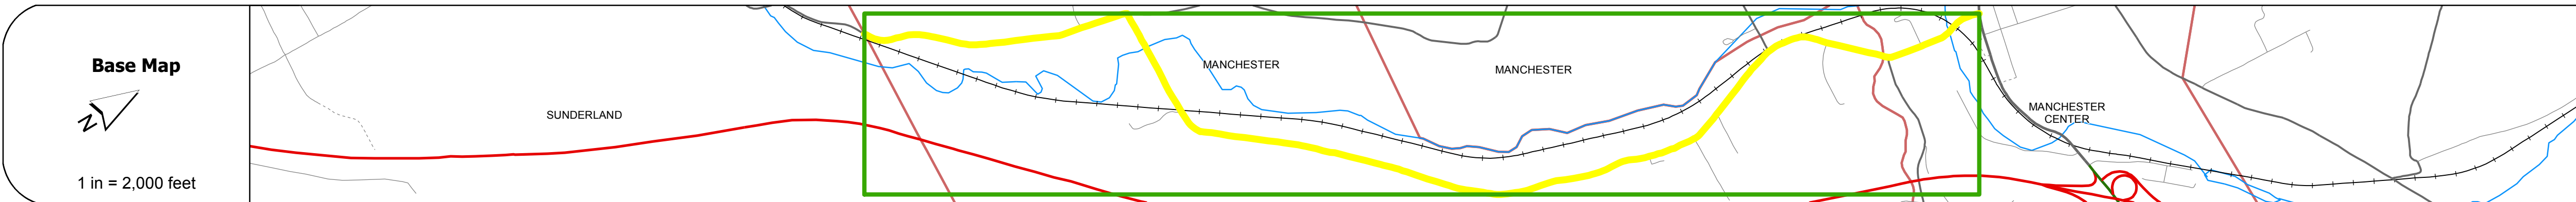 Base Map
N
1 in = 2,000 feet
SUNDERLAND
MANCHESTER
MANCHESTER
MANCHESTER
CENTER